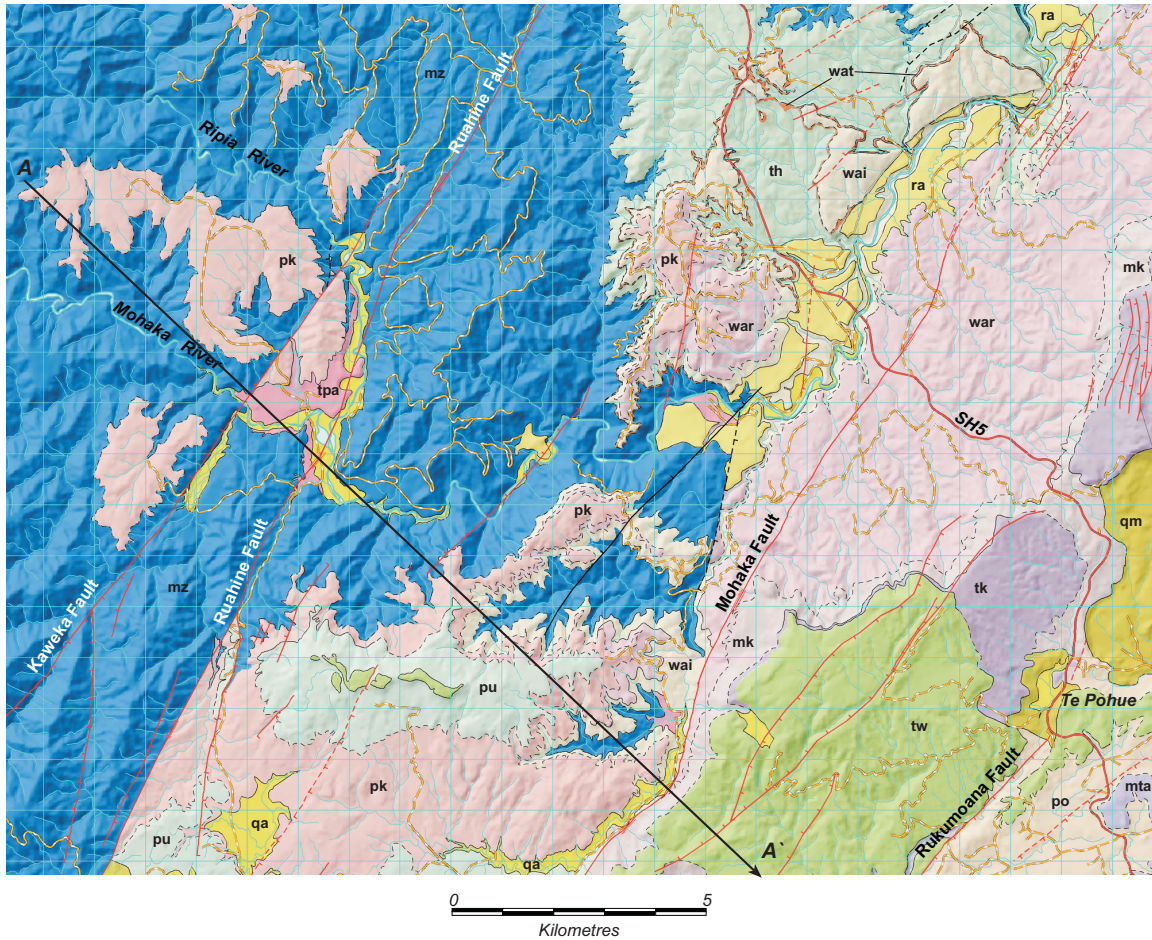 ra
wat
mz
Ruahine Fault
Ripia River
A
th
wai
ra
pk
pk
mk
war
war
Mohaka River
tpa
SH5
qm
pk
Mohaka Fault
tk
mz
Ruahine Fault
Kaweka Fault
mk
wai
pu
Te Pohue
tw
pk
mta
po
Rukumoana Fault
qa
pu
qa
A`
0 5
Kilometres